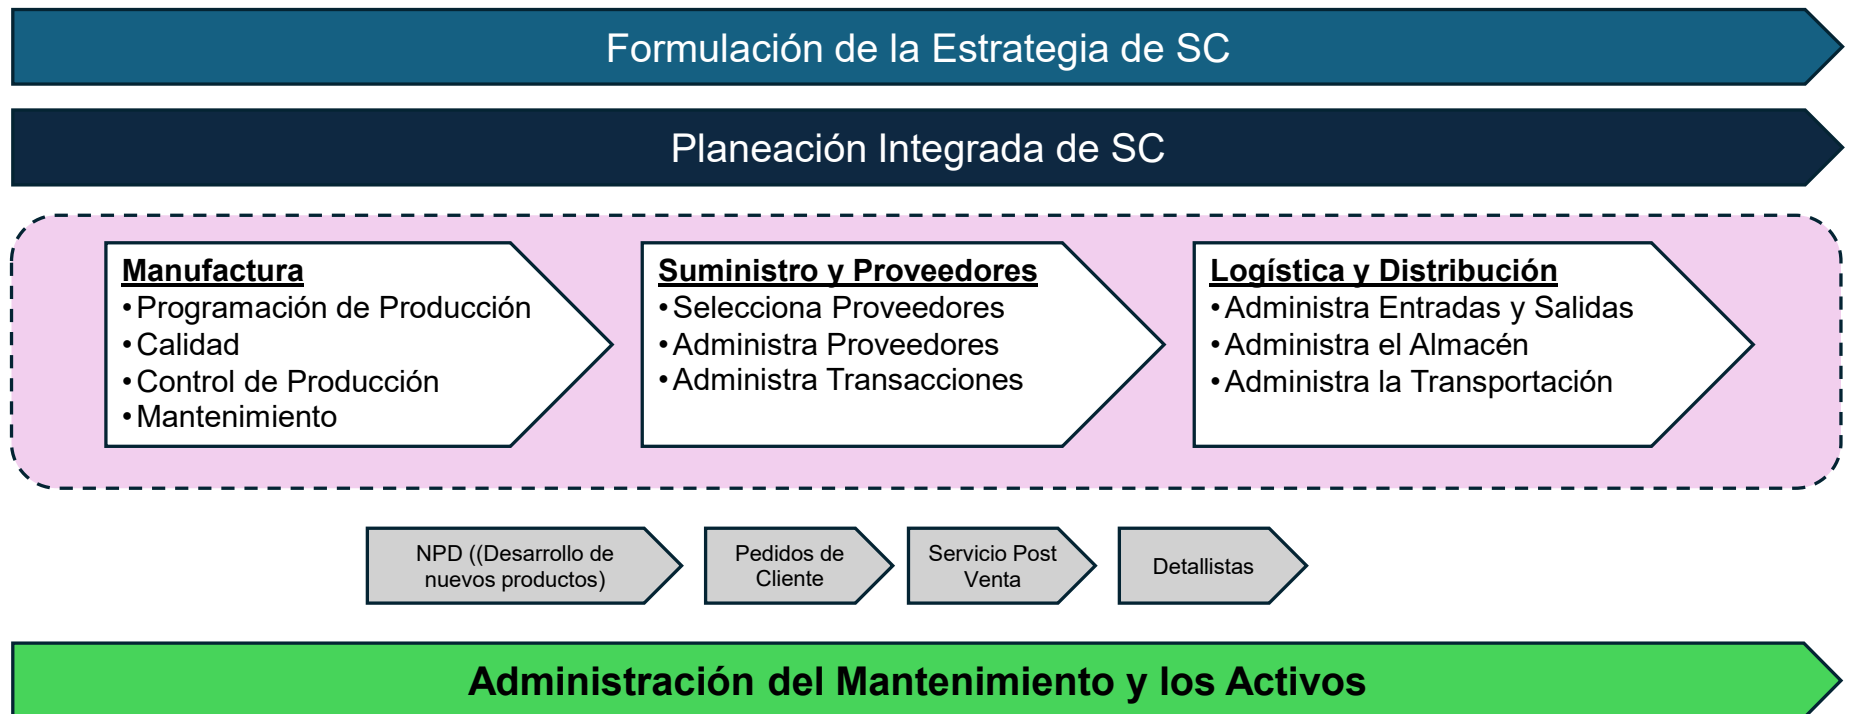 Formulación de la Estrategia de SC
Planeación Integrada de SC
Manufactura
•Programación de Producción
•Calidad
•Control de Producción
•Mantenimiento
Suministro y Proveedores
•Selecciona Proveedores
•Administra Proveedores
•Administra Transacciones
Logística y Distribución
•Administra Entradas y Salidas
•Administra el Almacén
•Administra la Transportación
NPD ((Desarrollo de
nuevos productos)
Pedidos de
Cliente
Servicio Post
Venta
Detallistas
Administración del Mantenimiento y los Activos